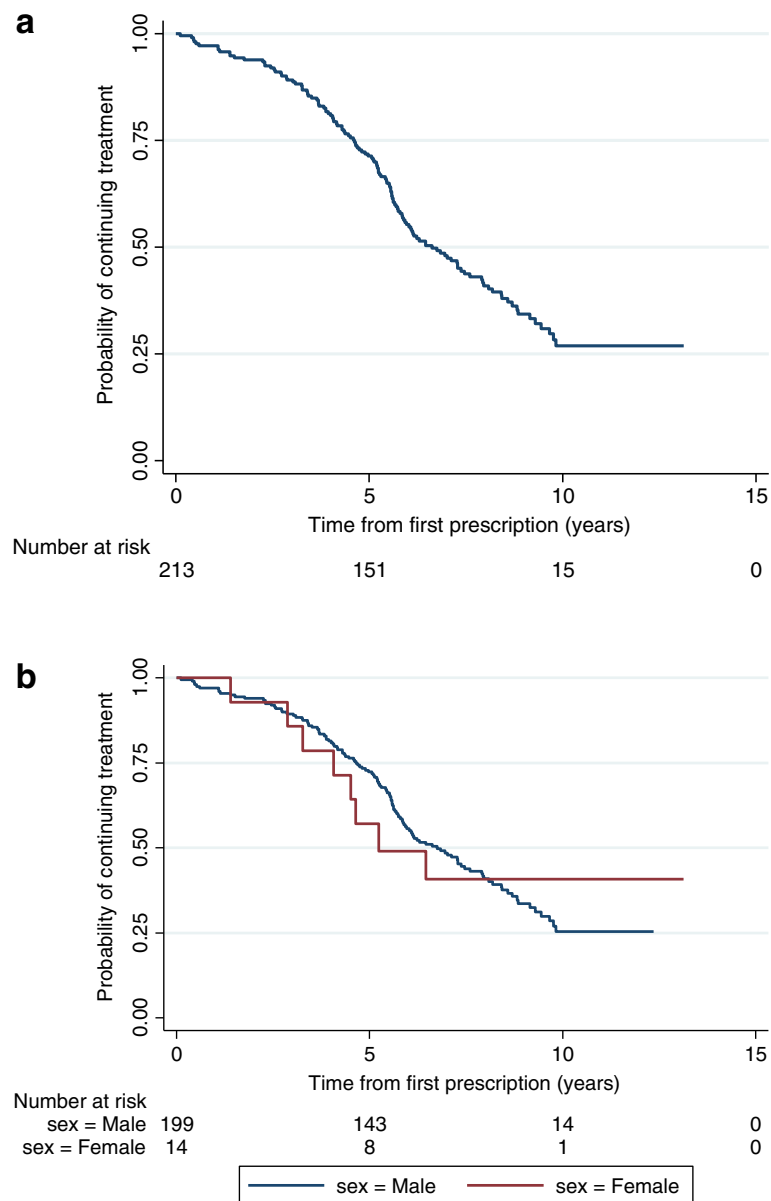 a
1.00
0.75
0.50
0.25
0.00
Probability of continuing treatment
0 5 10 15
Time from first prescription (years)
Number at risk
213 151 15 0
b
1.00
0.75
0.50
0.25
0.00
Probability of continuing treatment
0 5 10 15
Time from first prescription (years)
Number at risk
sex = Male 199 143 14 0
sex = Female 14 8 1 0
sex = Male sex = Female